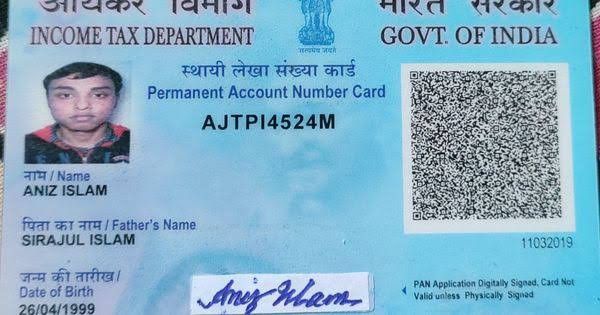 आयकर विभाग
INCOME TAX DEPARTMENT
सत्यमेव जयते
भारत सरकार
GOVT. OF INDIA
स्थायी लेखा संख्या कार्ड
Permanent Account Number Card
AJTPI4524M
नाम / Name
ANIZ ISLAM
पिता का नाम / Father's Name
SIRAJUL ISLAM
जन्म की तारीख /
Date of Birth
26/04/1999
Aniz Islam
11032019
PAN Application Digitally Signed, Card Not
Valid unless Physically Signed